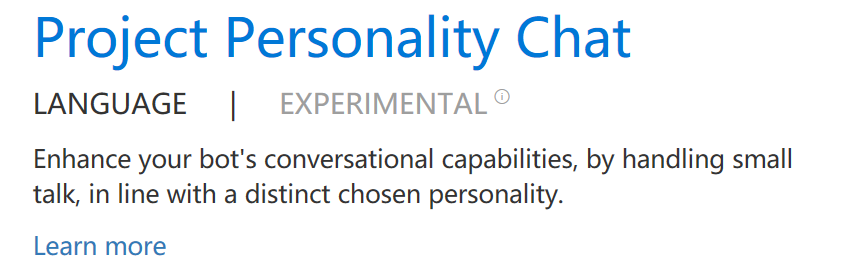 Project Personality Chat
LANGUAGE | EXPERIMENTAL
Enhance your bot's conversational capabilities, by handling small
talk, in line with a distinct chosen personality.
Learn more